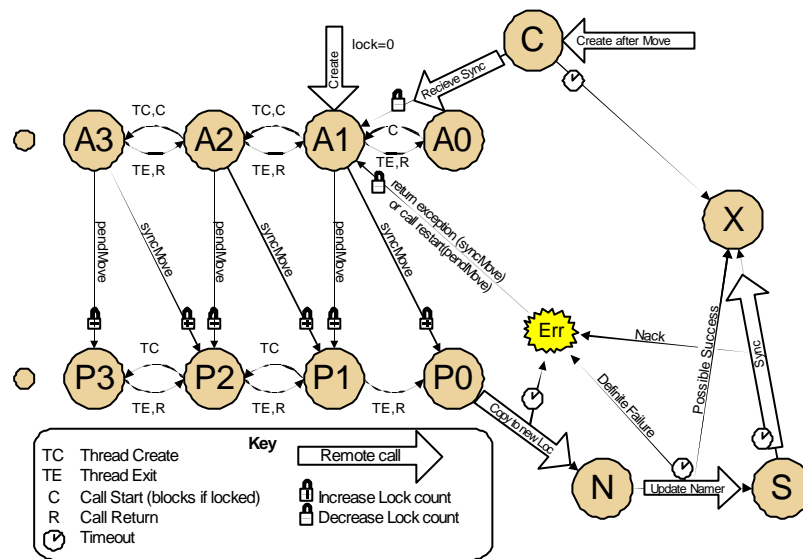 C
Create after Move
lock=0
Create
Recieve Sync
TC,C
TC,C
C
A3
A2
A1
A0
TE,R
TE,R
TE,R
X
return exception (syncMove)
or call restart(pendMove)
pendMove
syncMove
pendMove
syncMove
pendMove
syncMove
Err
Nack
Possible Success
Sync
Definite Failure
TC
TC
P3
P2
P1
P0
TE,R
TE,R
TE,R
Copy to new Loc
N
Update Namer
S
Key
TC Thread Create
TE Thread Exit
C Call Start (blocks if locked)
R Call Return
Timeout
Remote call
Increase Lock count
Decrease Lock count